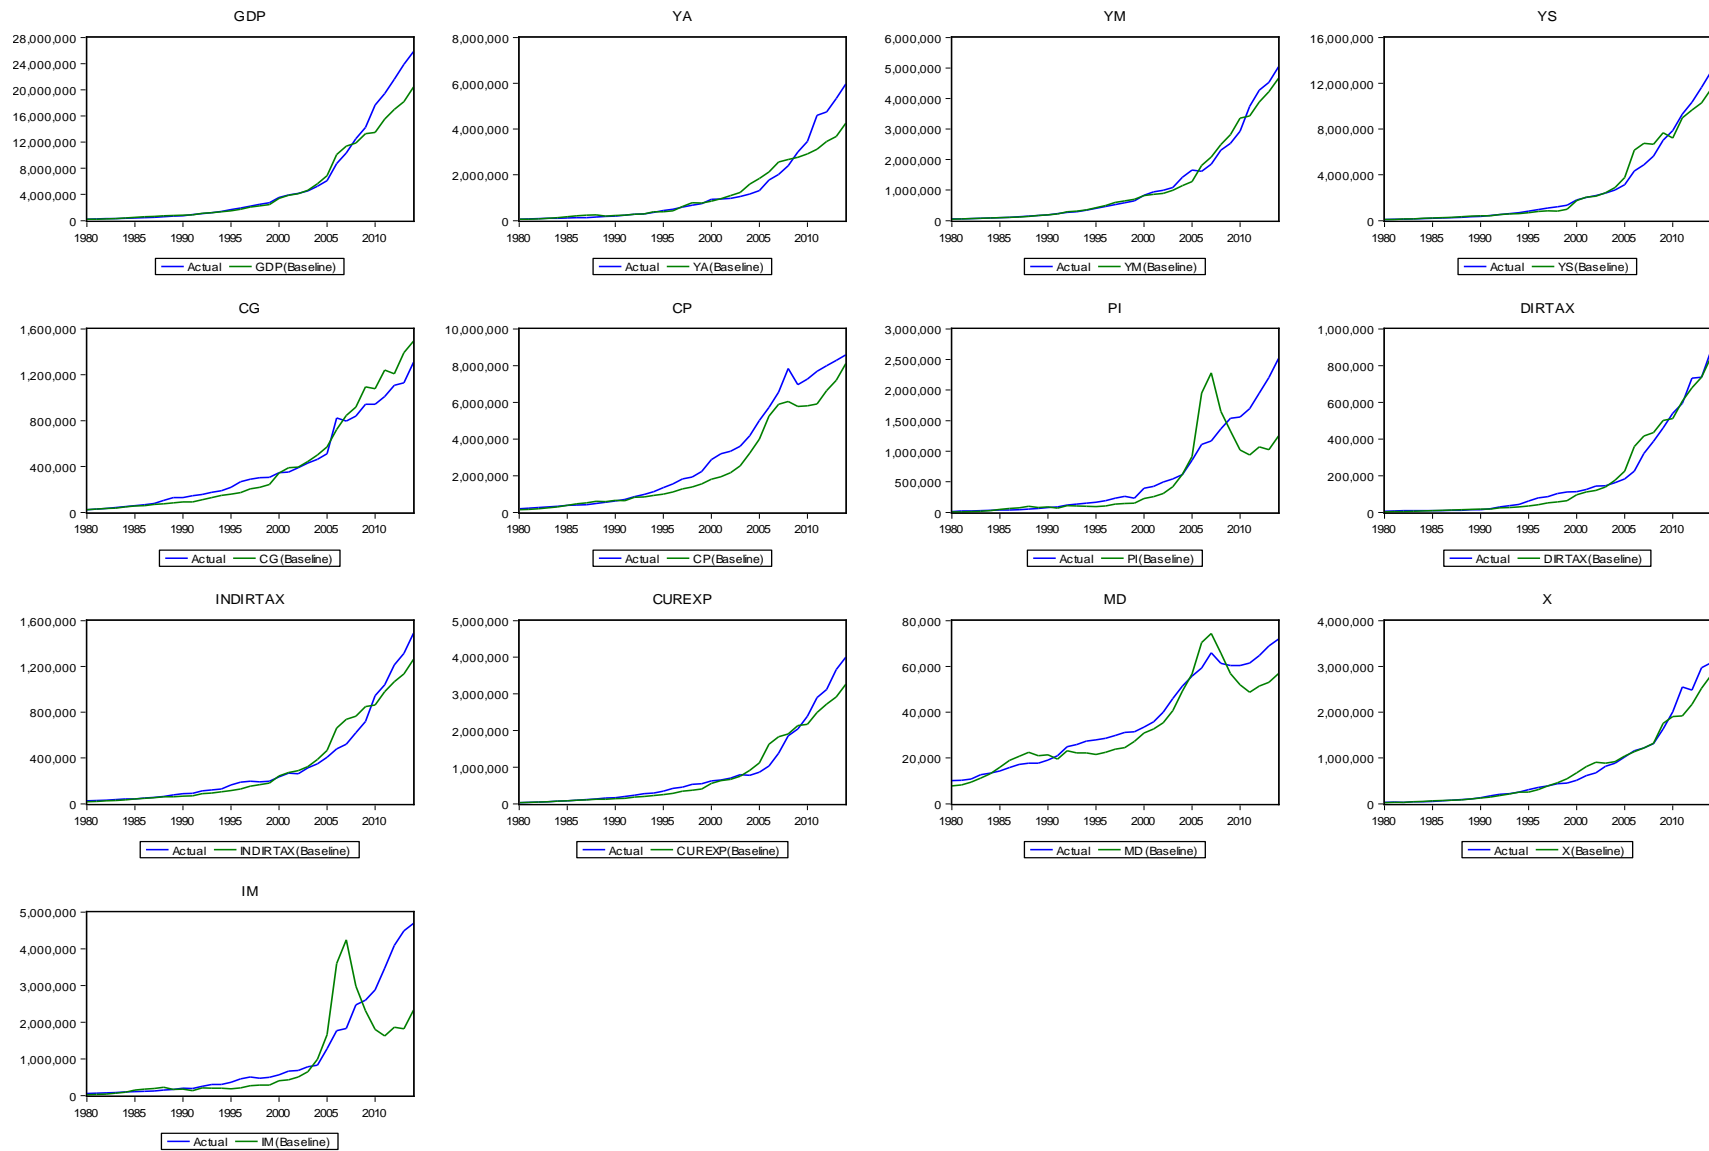 GDP
28,000,000
24,000,000
20,000,000
16,000,000
12,000,000
8,000,000
4,000,000
0
1980 1985 1990 1995 2000 2005 2010
Actual GDP(Baseline)
YA
8,000,000
6,000,000
4,000,000
2,000,000
0
1980 1985 1990 1995 2000 2005 2010
Actual YA(Baseline)
YM
6,000,000
5,000,000
4,000,000
3,000,000
2,000,000
1,000,000
0
1980 1985 1990 1995 2000 2005 2010
Actual YM(Baseline)
YS
16,000,000
12,000,000
8,000,000
4,000,000
0
1980 1985 1990 1995 2000 2005 2010
Actual YS(Baseline)
CG
1,600,000
1,200,000
800,000
400,000
0
1980 1985 1990 1995 2000 2005 2010
Actual CG(Baseline)
CP
10,000,000
8,000,000
6,000,000
4,000,000
2,000,000
0
1980 1985 1990 1995 2000 2005 2010
Actual CP(Baseline)
PI
3,000,000
2,500,000
2,000,000
1,500,000
1,000,000
500,000
0
1980 1985 1990 1995 2000 2005 2010
Actual PI(Baseline)
DIRTAX
1,000,000
800,000
600,000
400,000
200,000
0
1980 1985 1990 1995 2000 2005 2010
Actual DIRTAX(Baseline)
INDIRTAX
1,600,000
1,200,000
800,000
400,000
0
1980 1985 1990 1995 2000 2005 2010
Actual INDIRTAX(Baseline)
CUREXP
5,000,000
4,000,000
3,000,000
2,000,000
1,000,000
0
1980 1985 1990 1995 2000 2005 2010
Actual CUREXP(Baseline)
MD
80,000
60,000
40,000
20,000
0
1980 1985 1990 1995 2000 2005 2010
Actual MD(Baseline)
X
4,000,000
3,000,000
2,000,000
1,000,000
0
1980 1985 1990 1995 2000 2005 2010
Actual X(Baseline)
IM
5,000,000
4,000,000
3,000,000
2,000,000
1,000,000
0
1980 1985 1990 1995 2000 2005 2010
Actual IM(Baseline)